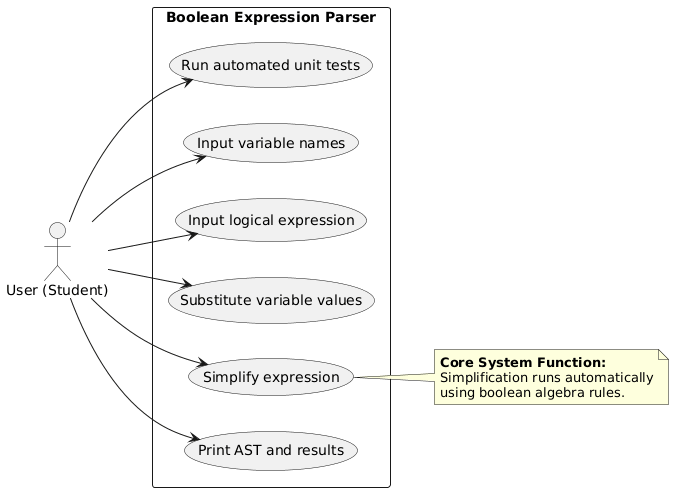 Boolean Expression Parser
Run automated unit tests
Input variable names
Input logical expression
User (Student)
Substitute variable values
Simplify expression
Core System Function:
Simplification runs automatically
using boolean algebra rules.
Print AST and results